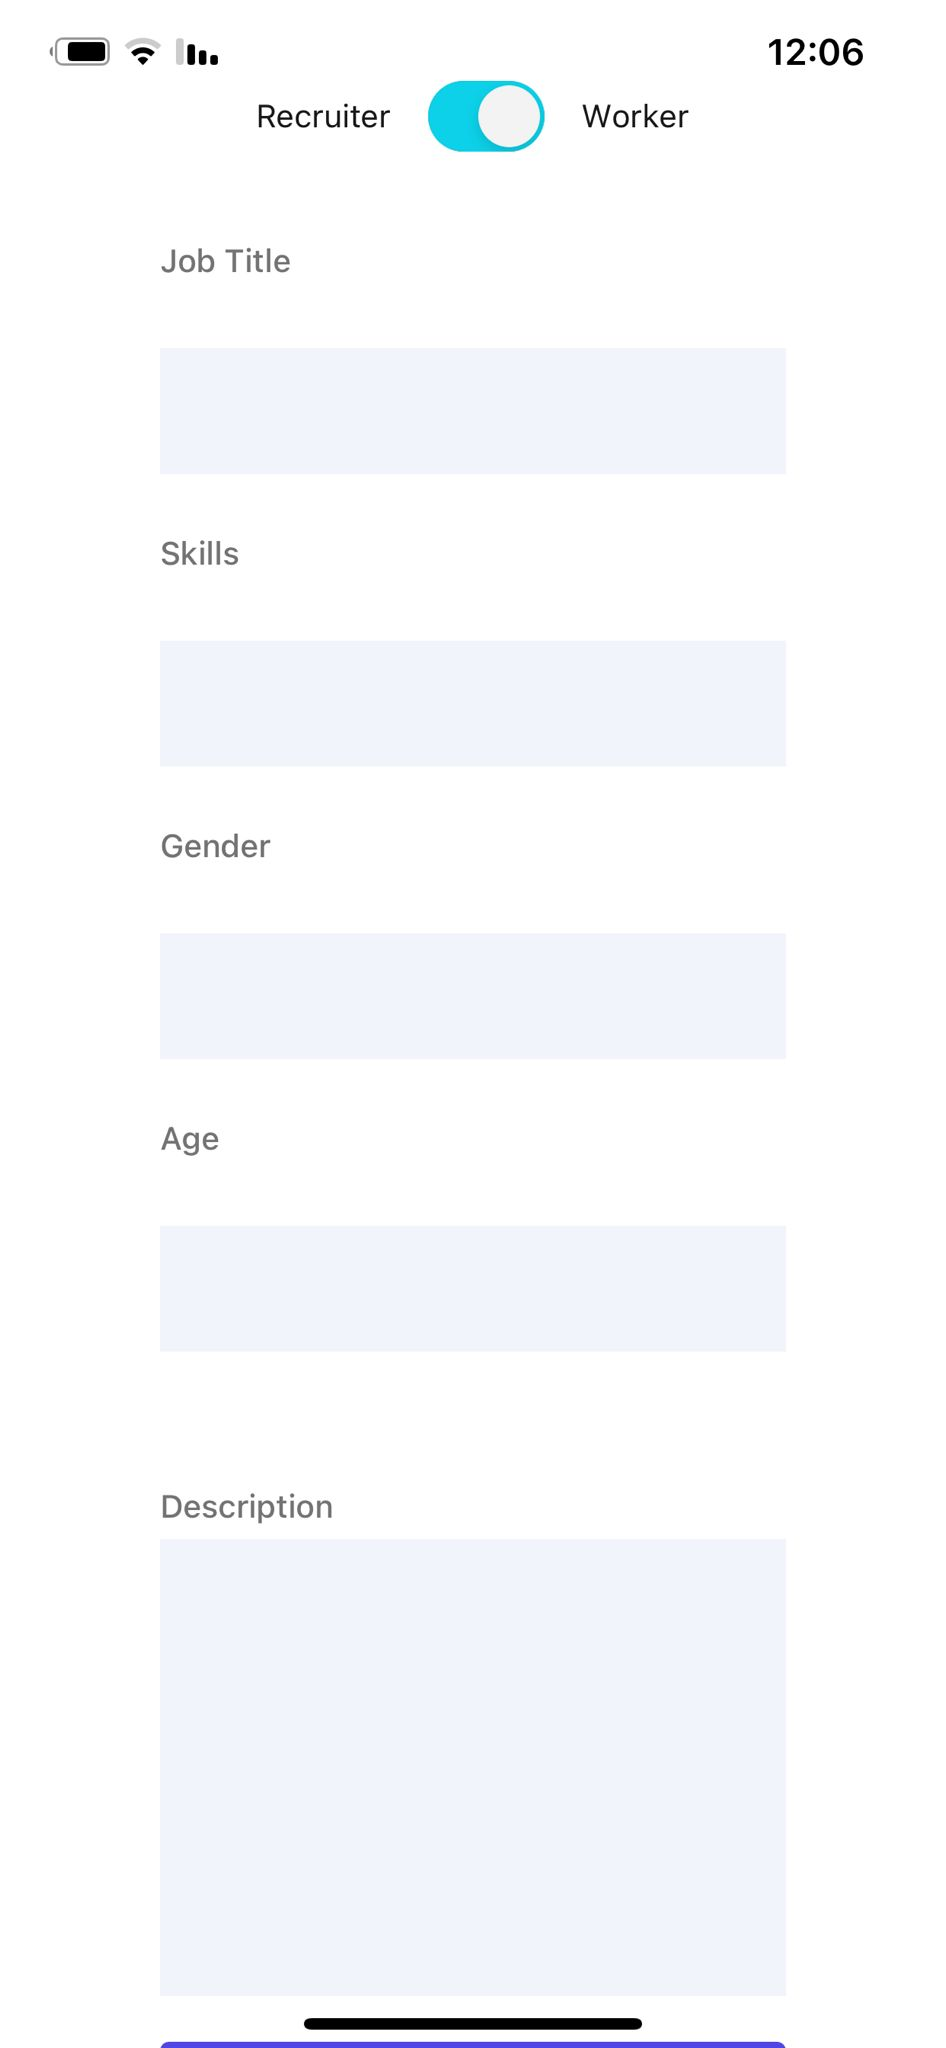 12:06
Recruiter Worker
Job Title
Skills
Gender
Age
Description